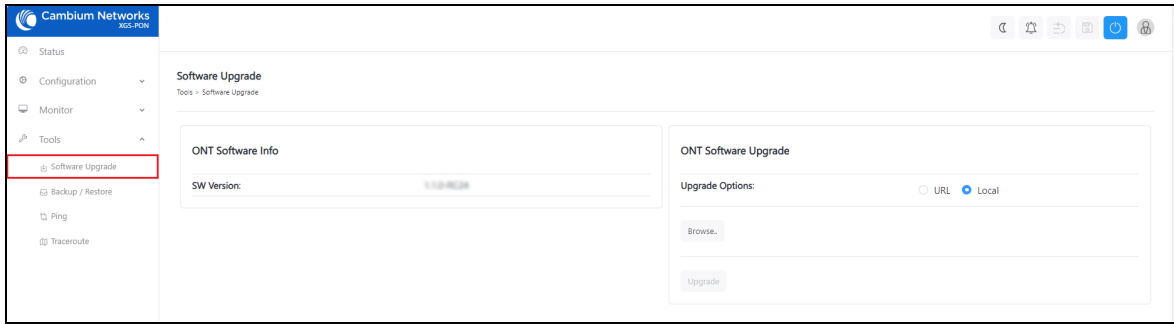 Cambium Networks
XGS-PON
Status
Configuration
Monitor
Tools
Software Upgrade
Backup / Restore
Ping
Traceroute
Software Upgrade
Tools > Software Upgrade
ONT Software Info
SW Version:
ONT Software Upgrade
Upgrade Options:
URL Local
Browse..
Upgrade